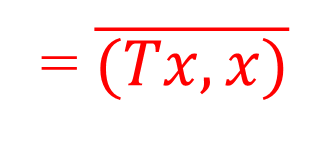 = \overline{(Tx, x)}